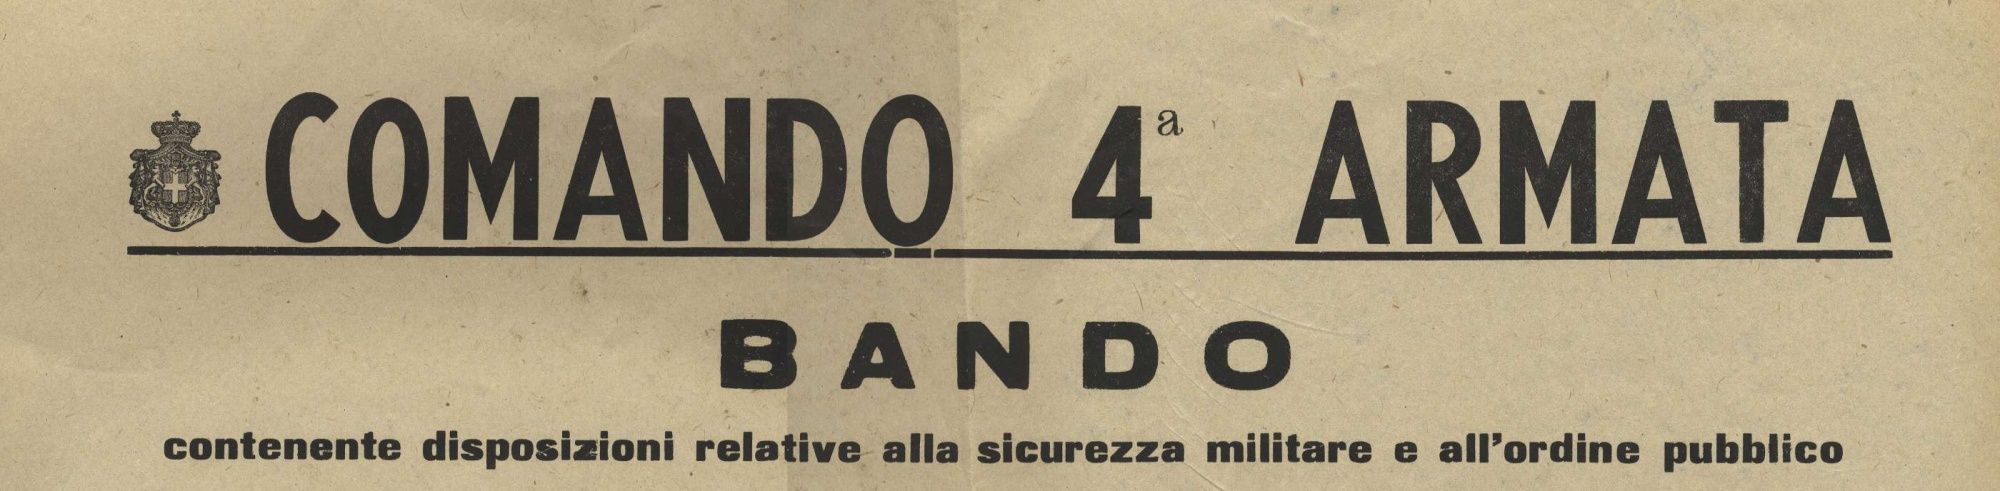 COMANDO 4ª ARMATA
BANDO
contenente disposizioni relative alla sicurezza militare e all'ordine pubblico